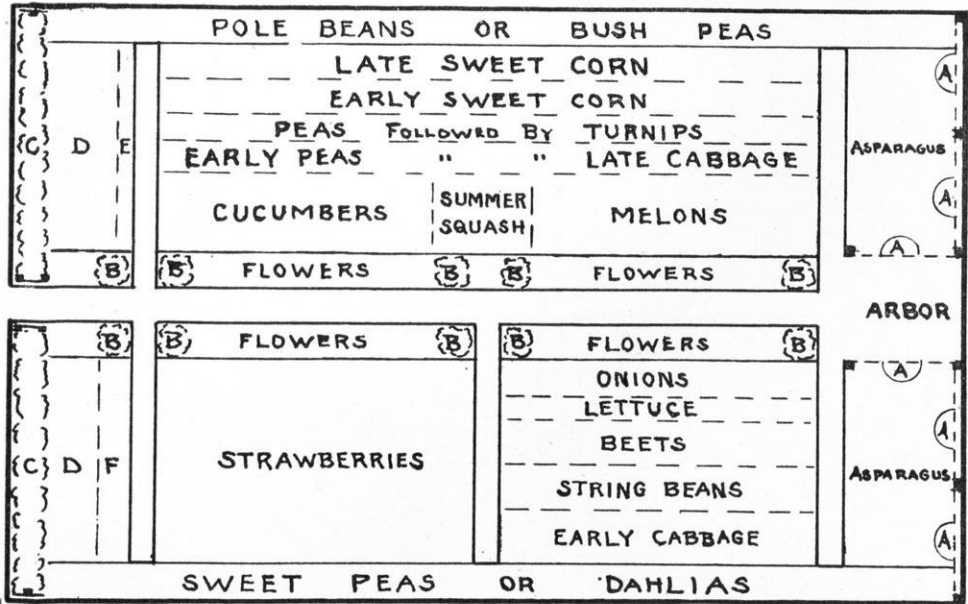 POLE BEANS OR BUSH PEAS
LATE SWEET CORN
EARLY SWEET CORN
PEAS FOLLOWED BY TURNIPS
EARLY PEAS " " LATE CABBAGE
CUCUMBERS
SUMMER
SQUASH
MELONS
C
D
E
A
ASPARAGUS
A
A
B
B
FLOWERS
B
B
FLOWERS
B
ARBOR
B
B
FLOWERS
B
B
FLOWERS
B
A
ONIONS
LETTUCE
BEETS
STRING BEANS
EARLY CABBAGE
STRAWBERRIES
C
D
F
A
ASPARAGUS
A
SWEET PEAS OR DAHLIAS